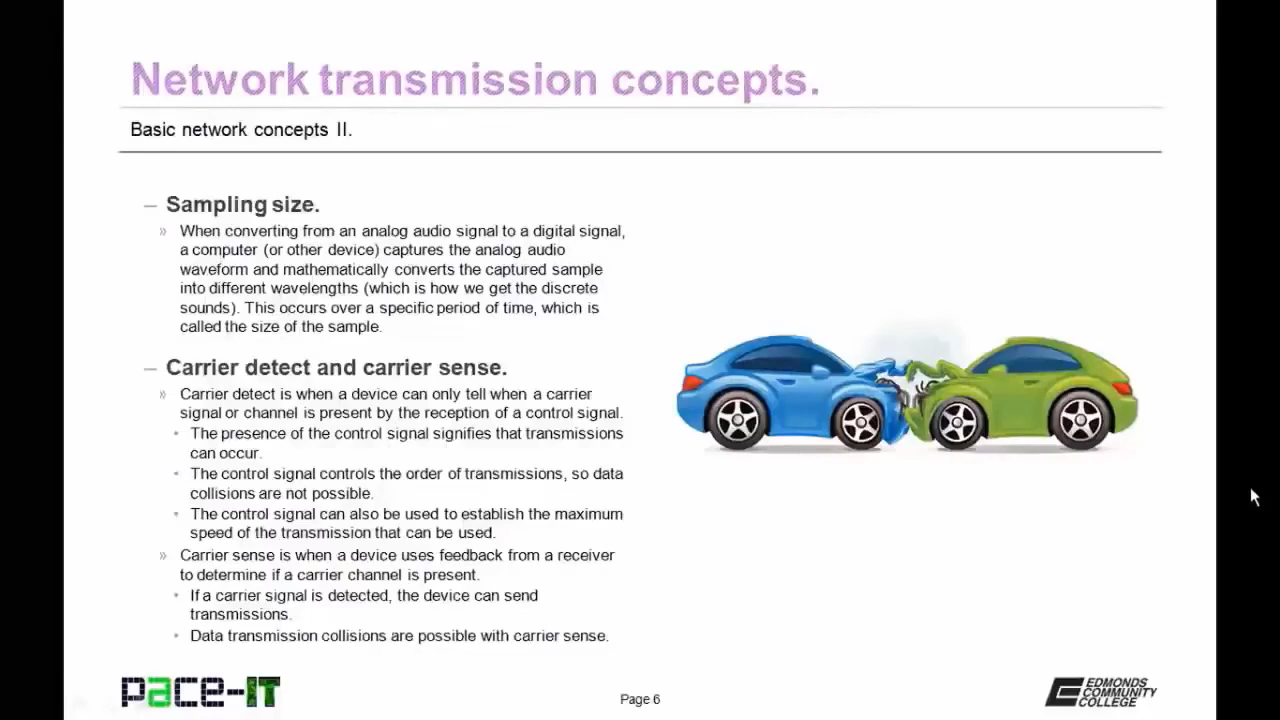 Network transmission concepts.
Basic network concepts II.
– Sampling size.
» When converting from an analog audio signal to a digital signal,
a computer (or other device) captures the analog audio
waveform and mathematically converts the captured sample
into different wavelengths (which is how we get the discrete
sounds). This occurs over a specific period of time, which is
called the size of the sample.
– Carrier detect and carrier sense.
» Carrier detect is when a device can only tell when a carrier
signal or channel is present by the reception of a control signal.
• The presence of the control signal signifies that transmissions
can occur.
• The control signal controls the order of transmissions, so data
collisions are not possible.
• The control signal can also be used to establish the maximum
speed of the transmission that can be used.
» Carrier sense is when a device uses feedback from a receiver
to determine if a carrier channel is present.
• If a carrier signal is detected, the device can send
transmissions.
• Data transmission collisions are possible with carrier sense.
pace-IT
Page 6
EDMONDS
COMMUNITY
COLLEGE